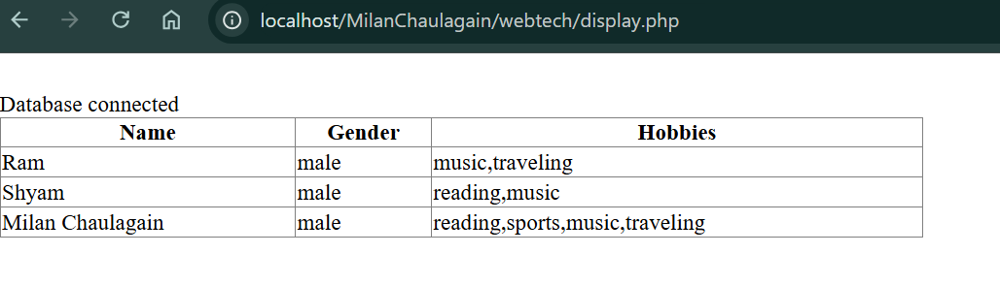 localhost/MilanChaulagain/webtech/display.php
Database connected
Name Gender Hobbies
Ram male music,traveling
Shyam male reading,music
Milan Chaulagain male reading,sports,music,traveling